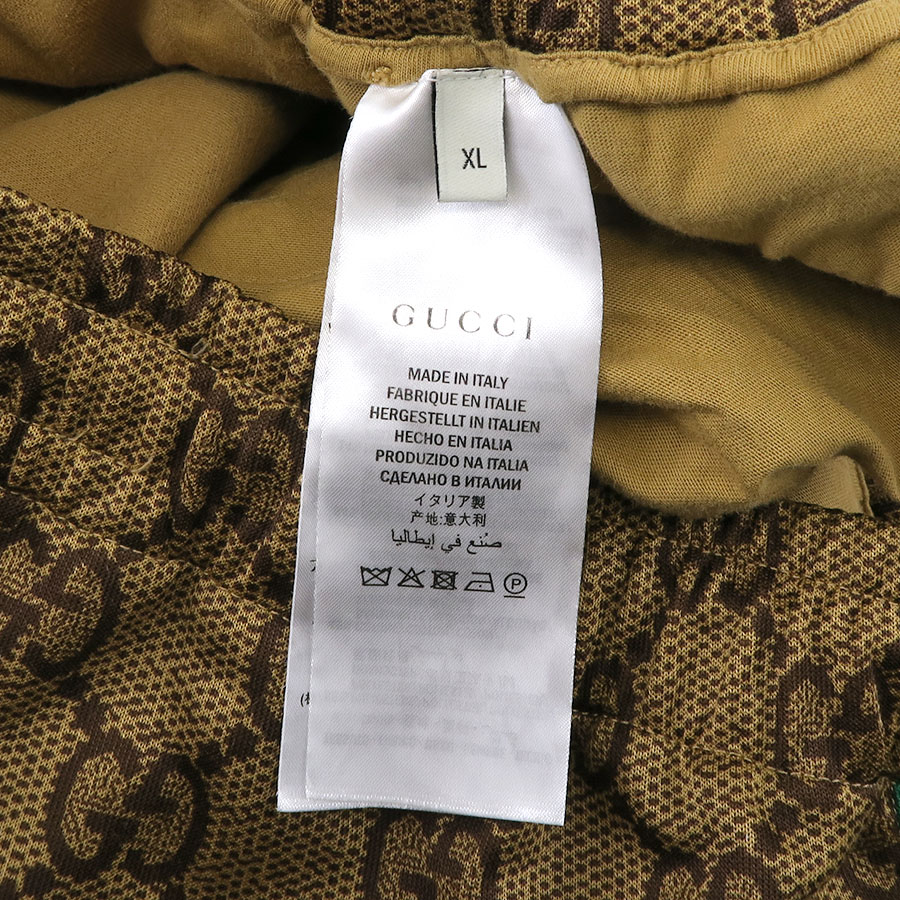 XL
GUCCI
MADE IN ITALY
FABRIQUE EN ITALIE
HERGESTELLT IN ITALIEN
HECHO EN ITALIA
PRODUZIDO NA ITALIA
СДЕЛАНО В ИТАЛИИ
イタリア製
产地:意大利
صُنع في إيطاليا
P